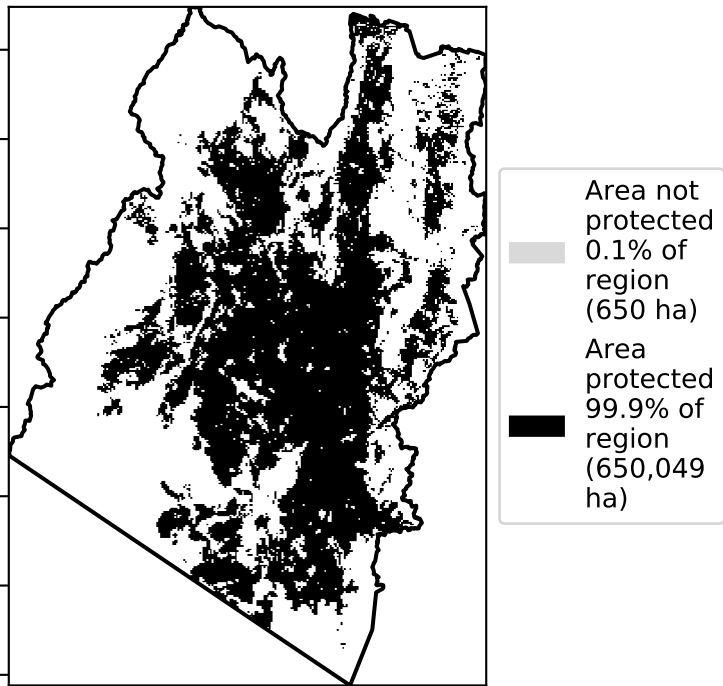 Area not
protected
0.1% of
region
(650 ha)
Area
protected
99.9% of
region
(650,049
ha)